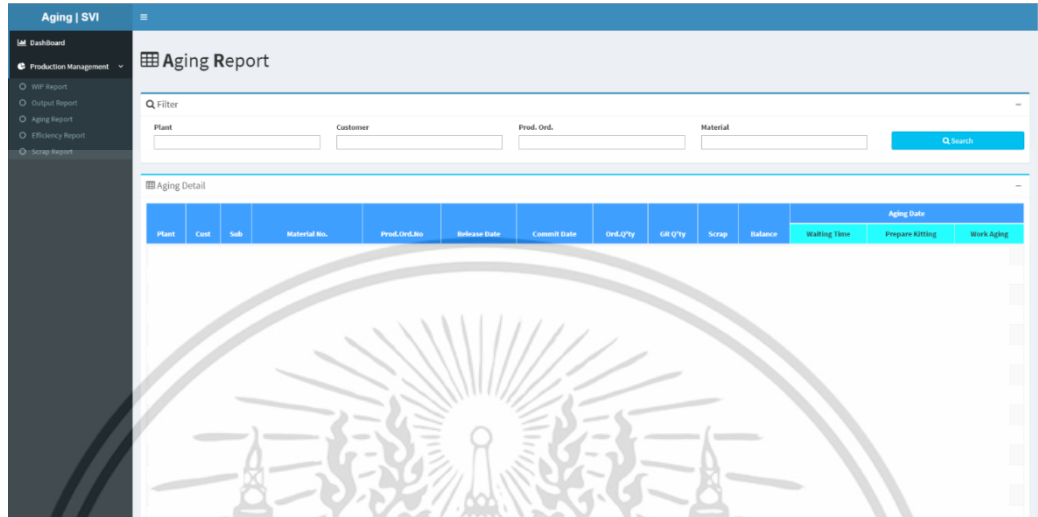 Aging | SVI
DashBoard
Production Management
WIP Report
Output Report
Aging Report
Efficiency Report
Scrap Report
Aging Report
Filter
Plant Customer Prod. Ord. Material
Search
Aging Detail
Aging Date
Plant Cust Sub Material No. Prod.Ord.No Release Date Commit Date Ord.Q'ty GR Q'ty Scrap Balance Waiting Time Prepare Kitting Work Aging